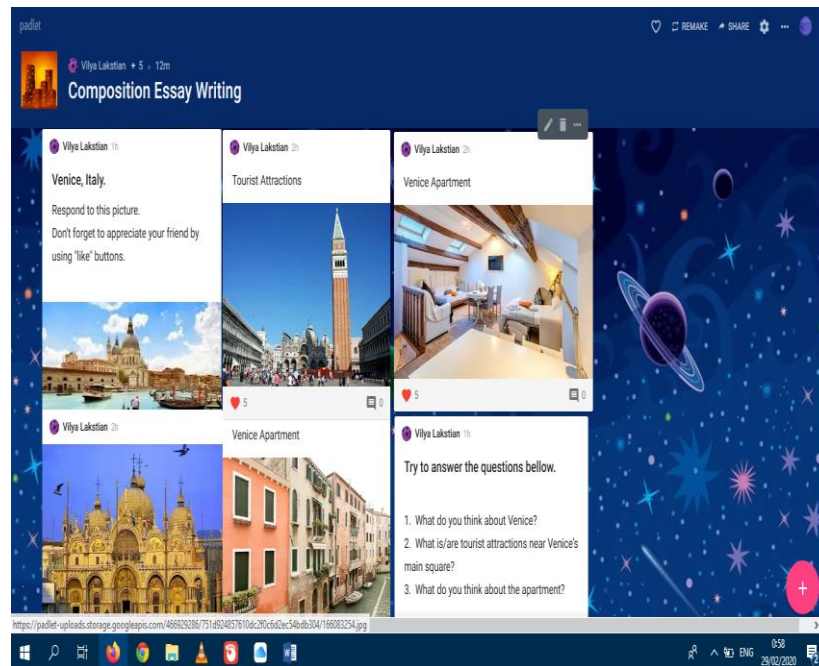 padlet
REMAKE
SHARE
Vilya Lakstian + 5 . 12m
Composition Essay Writing
Vilya Lakstian 1h
Venice, Italy.
Respond to this picture.
Don't forget to appreciate your friend by
using "like" buttons.
Vilya Lakstian 2h
Vilya Lakstian 2h
Tourist Attractions
5
0
Venice Apartment
Vilya Lakstian 2h
Venice Apartment
5
0
Vilya Lakstian 1h
Try to answer the questions bellow.
1. What do you think about Venice?
2. What is/are tourist attractions near Venice's
main square?
3. What do you think about the apartment?
https://padlet-uploads.storage.googleapis.com/466929286/751d924857610dc2f0c6d2ec54bdb304/166083254.jpg
ENG
0:58
29/02/2020
2